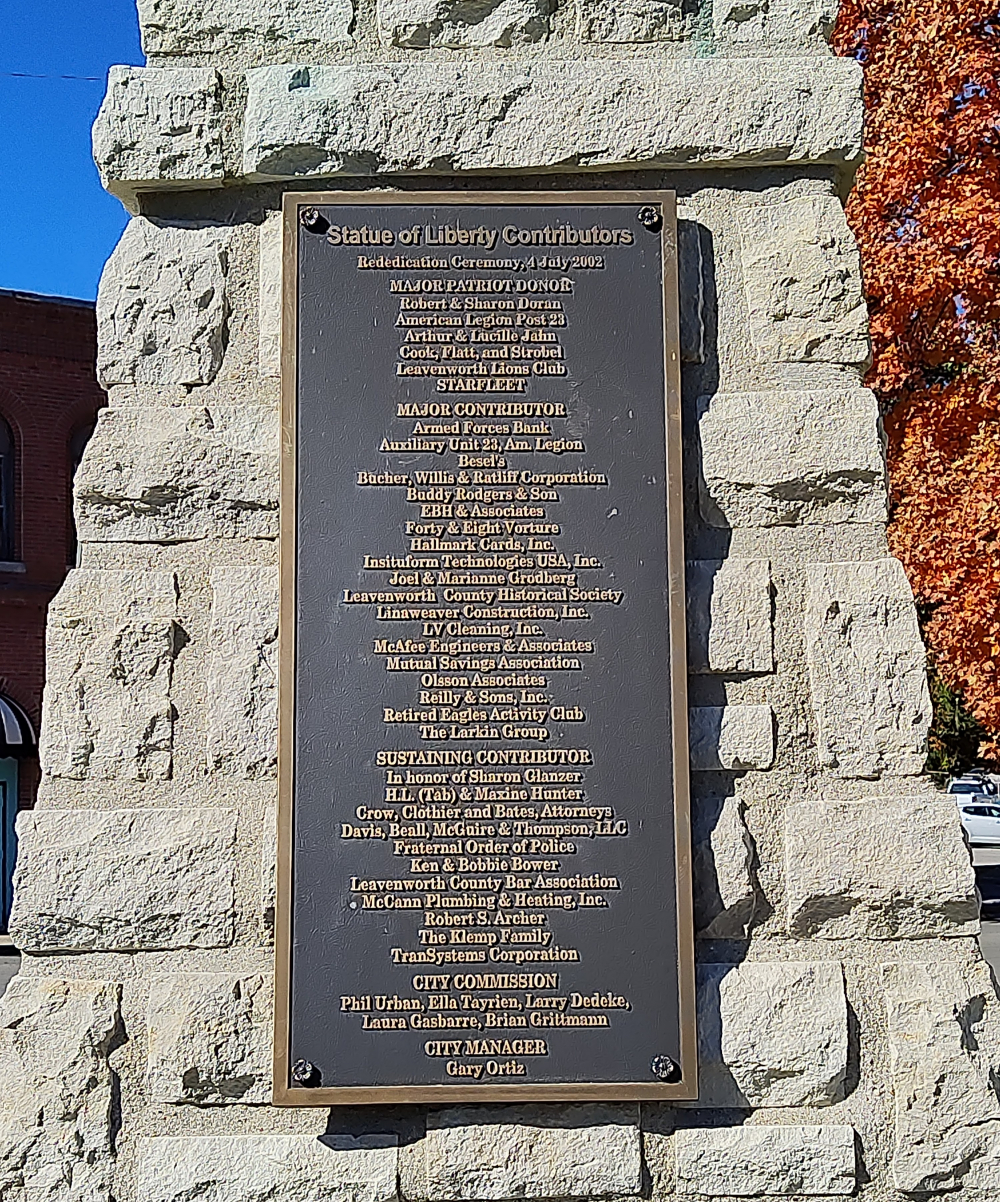 Statue of Liberty Contributors
Rededication Ceremony, 4 July 2002
MAJOR PATRIOT DONOR
Robert & Sharon Doran
American Legion Post 23
Arthur & Lucille Jahn
Cook, Flatt, and Strobel
Leavenworth Lions Club
STARFLEET
MAJOR CONTRIBUTOR
Armed Forces Bank
Auxiliary Unit 23, Am. Legion
Besel's
Bucher, Willis & Ratliff Corporation
Buddy Rodgers & Son
EBH & Associates
Forty & Eight Vorture
Hallmark Cards, Inc.
Insituform Technologies USA, Inc.
Joel & Marianne Grodberg
Leavenworth County Historical Society
Linaweaver Construction, Inc.
LV Cleaning, Inc.
McAfee Engineers & Associates
Mutual Savings Association
Olsson Associates
Reilly & Sons, Inc.
Retired Eagles Activity Club
The Larkin Group
SUSTAINING CONTRIBUTOR
In honor of Sharon Glanzer
H.L. (Tab) & Maxine Hunter
Crow, Clothier and Bates, Attorneys
Davis, Beall, McGuire & Thompson, LLC
Fraternal Order of Police
Ken & Bobbie Bower
Leavenworth County Bar Association
McCann Plumbing & Heating, Inc.
Robert S. Archer
The Klemp Family
TranSystems Corporation
CITY COMMISSION
Phil Urban, Ella Tayrien, Larry Dedeke,
Laura Gasbarre, Brian Grittmann
CITY MANAGER
Gary Ortiz